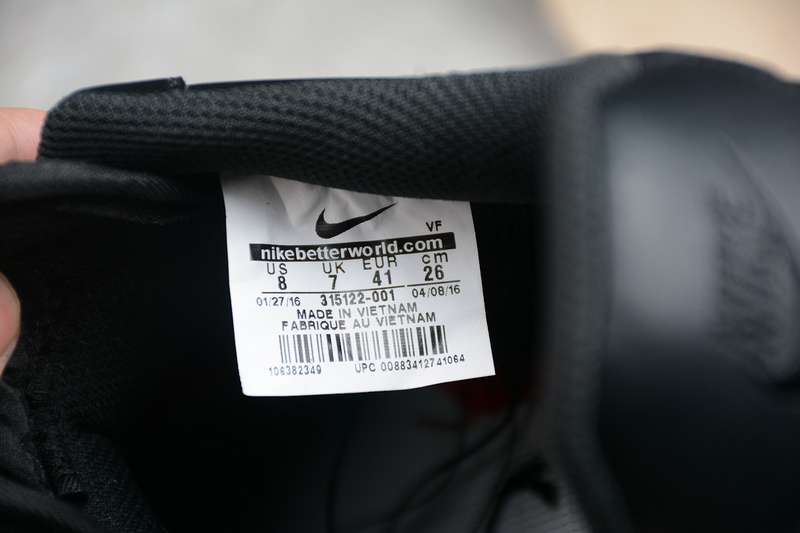 VF
nikebetterworld.com
US UK EUR cm
8 7 41 26
01/27/16 315122-001 04/08/16
MADE IN VIETNAM
FABRIQUE AU VIETNAM
106382349 UPC 00883412741064